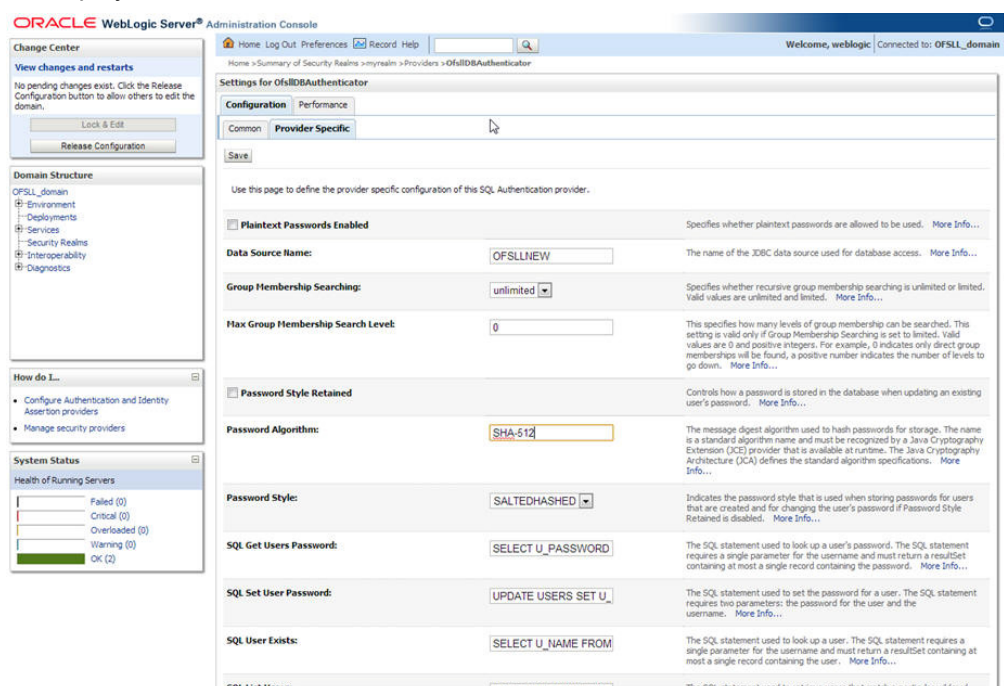 ORACLE WebLogic Server® Administration Console
Change Center
View changes and restarts
No pending changes exist. Click the Release
Configuration button to allow others to edit the
domain.
Lock & Edit
Release Configuration
Domain Structure
OFSLL_domain
Environment
Deployments
Services
Security Realms
Interoperability
Diagnostics
How do I...
Configure Authentication and Identity
Assertion providers
Manage security providers
System Status
Health of Running Servers
Failed (0)
Critical (0)
Overloaded (0)
Warning (0)
OK (2)
Home Log Out Preferences Record Help
Welcome, weblogic Connected to: OFSLL_domain
Home >Summary of Security Realms >myrealm >Providers >OfsllDBAuthenticator
Settings for OfsllDBAuthenticator
Configuration Performance
Common Provider Specific
Save
Use this page to define the provider specific configuration of this SQL Authentication provider.
Plaintext Passwords Enabled
Specifies whether plaintext passwords are allowed to be used. More Info...
Data Source Name:
OFSLLNEW
The name of the JDBC data source used for database access. More Info...
Group Membership Searching:
unlimited
Specifies whether recursive group membership searching is unlimited or limited.
Valid values are unlimited and limited. More Info...
Max Group Membership Search Level:
0
This specifies how many levels of group membership can be searched. This
setting is valid only if Group Membership Searching is set to limited. Valid
values are 0 and positive integers. For example, 0 indicates only direct group
memberships will be found, a positive number indicates the number of levels to
go down. More Info...
Password Style Retained
Controls how a password is stored in the database when updating an existing
user's password. More Info...
Password Algorithm:
SHA-512
The message digest algorithm used to hash passwords for storage. The name
is a standard algorithm name and must be recognized by a Java Cryptography
Extension (JCE) provider that is available at runtime. The Java Cryptography
Architecture (JCA) defines the standard algorithm specifications. More
Info...
Password Style:
SALTEDHASHED
Indicates the password style that is used when storing passwords for users
that are created and for changing the user's password if Password Style
Retained is disabled. More Info...
SQL Get Users Password:
SELECT U_PASSWORD
The SQL statement used to look up a user's password. The SQL statement
requires a single parameter for the username and must return a resultSet
containing at most a single record containing the password. More Info...
SQL Set User Password:
UPDATE USERS SET U_
The SQL statement used to set the password for a user. The SQL statement
requires two parameters: the password for the user and the
username. More Info...
SQL User Exists:
SELECT U_NAME FROM
The SQL statement used to look up a user. The SQL statement requires a
single parameter for the username and must return a resultSet containing at
most a single record containing the user. More Info...